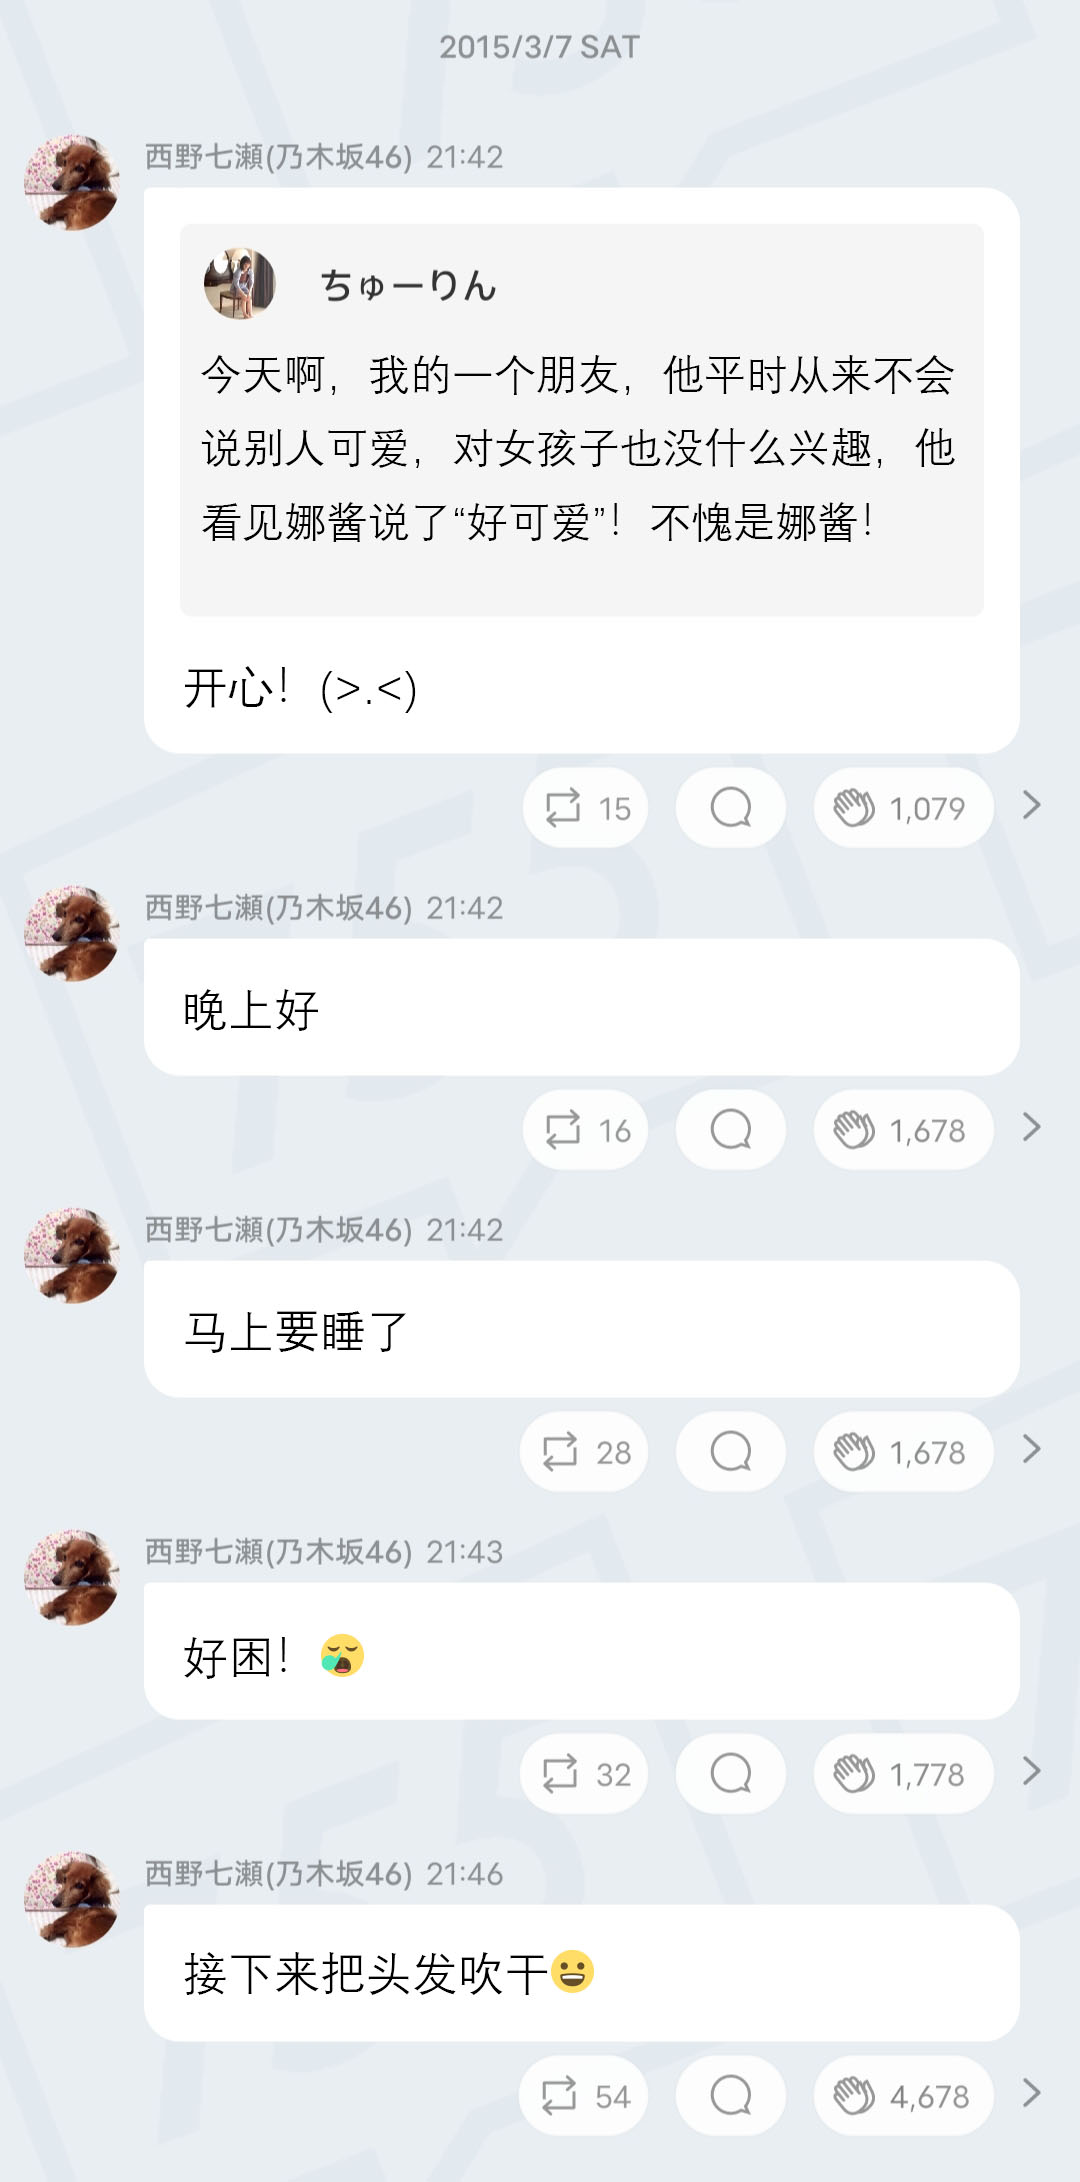 2015/3/7 SAT
西野七瀬(乃木坂46) 21:42
ちゅーりん
今天啊，我的一个朋友，他平时从来不会
说别人可爱，对女孩子也没什么兴趣，他
看见娜酱说了“好可爱”！不愧是娜酱！
开心！(>.<)
15 1,079
西野七瀬(乃木坂46) 21:42
晚上好
16 1,678
西野七瀬(乃木坂46) 21:42
马上要睡了
28 1,678
西野七瀬(乃木坂46) 21:43
好困！😪
32 1,778
西野七瀬(乃木坂46) 21:46
接下来把头发吹干😀
54 4,678